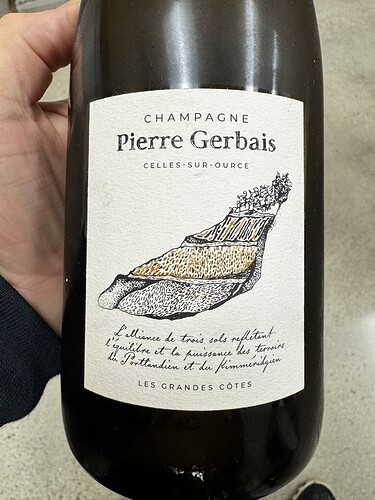 CHAMPAGNE
Pierre Gerbais
CELLES-SUR-OURCE
L'alliance de trois sols reflétant
l'équilibre et la puissance des terroirs
du Portlandien et du Kimméridgien
LES GRANDES CÔTES